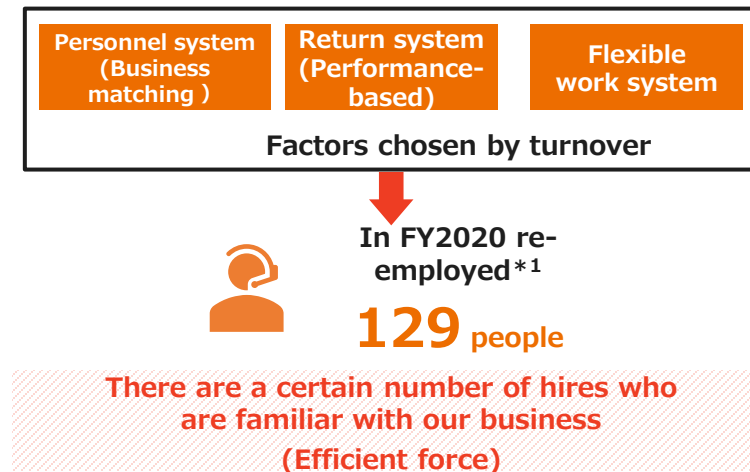 Personnel system
(Business
matching ）
Return system
(Performance-
based)
Flexible
work system
Factors chosen by turnover
In FY2020 re-
employed*1
129 people
There are a certain number of hires who
are familiar with our business
(Efficient force)